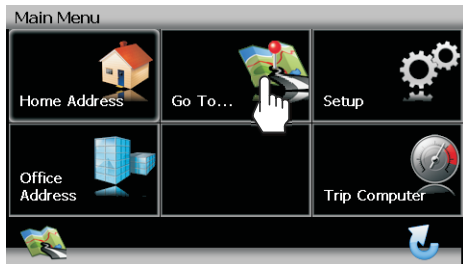 Main Menu
Home Address
Go To...
Setup
Office
Address
Trip Computer